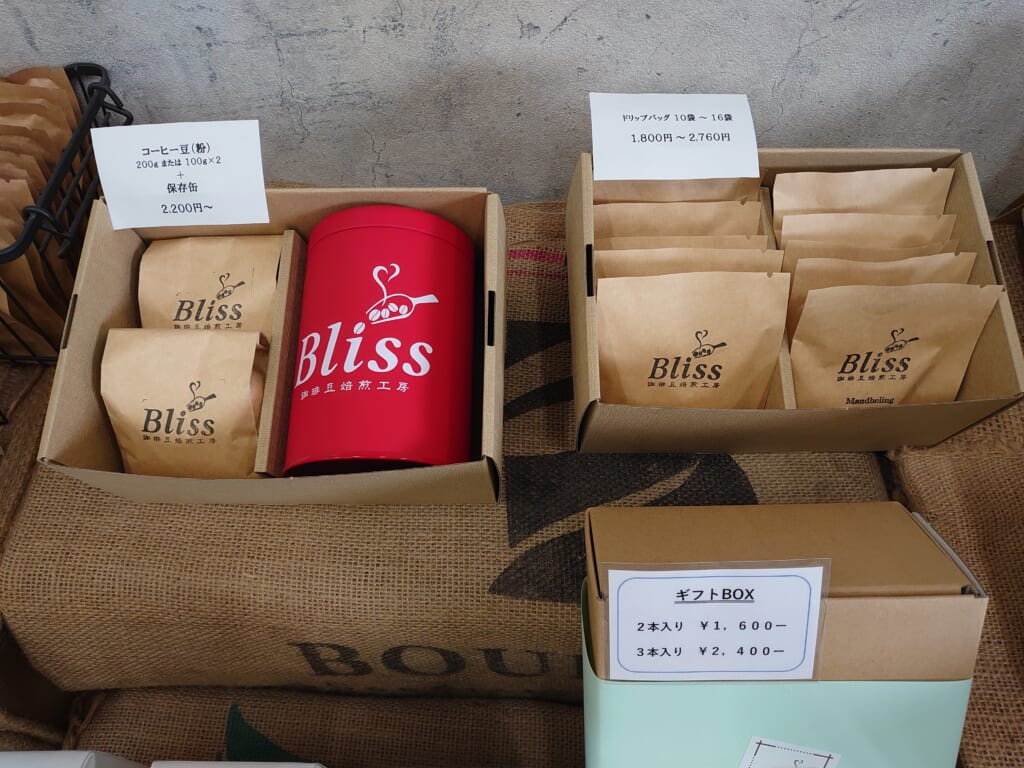 コーヒー豆(粉)
200g または 100g×2
+
保存缶
2,200円～
ドリップバッグ 10袋 ～ 16袋
1,800円～2,760円
Bliss
珈琲豆焙煎工房
Bliss
珈琲豆焙煎工房
Bliss
珈琲豆焙煎工房
Bliss
珈琲豆焙煎工房
Bliss
珈琲豆焙煎工房
Mandheling
ギフトBOX
2本入り ￥1，600ー
3本入り ￥2，400ー
BOU